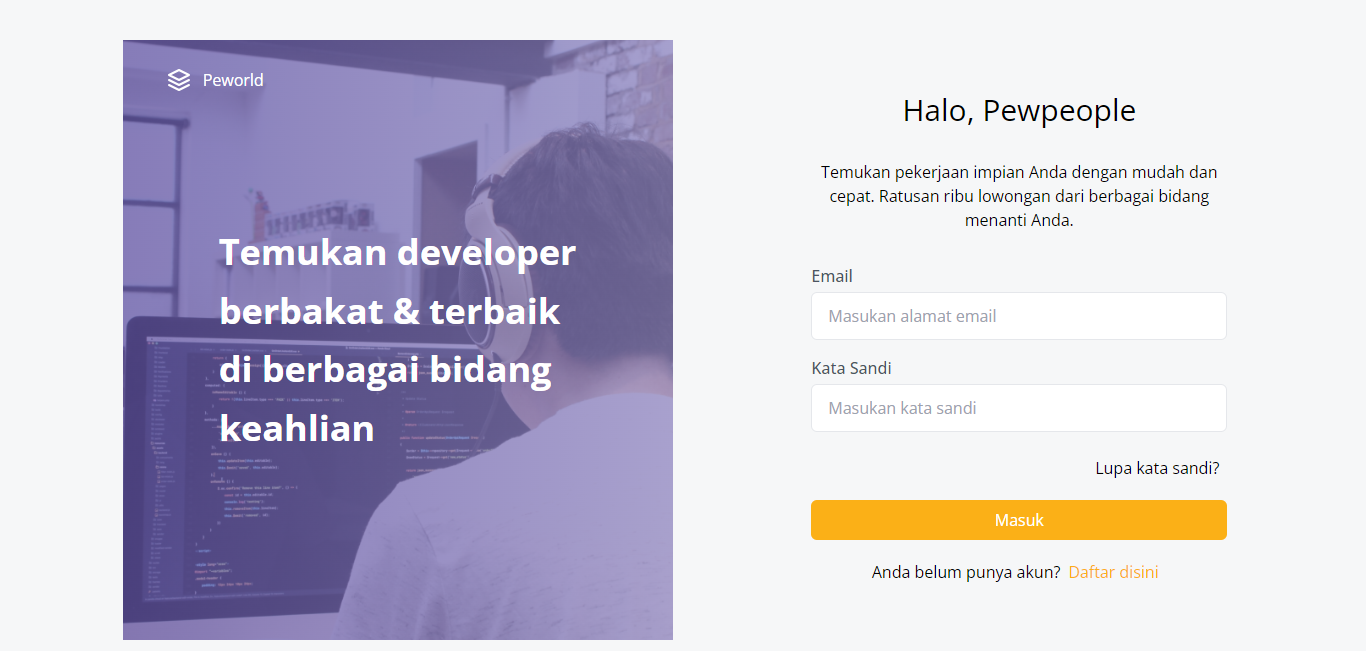 Peworld
Temukan developer
berbakat & terbaik
di berbagai bidang
keahlian
Halo, Pewpeople
Temukan pekerjaan impian Anda dengan mudah dan
cepat. Ratusan ribu lowongan dari berbagai bidang
menanti Anda.
Email
Masukan alamat email
Kata Sandi
Masukan kata sandi
Lupa kata sandi?
Masuk
Anda belum punya akun? Daftar disini